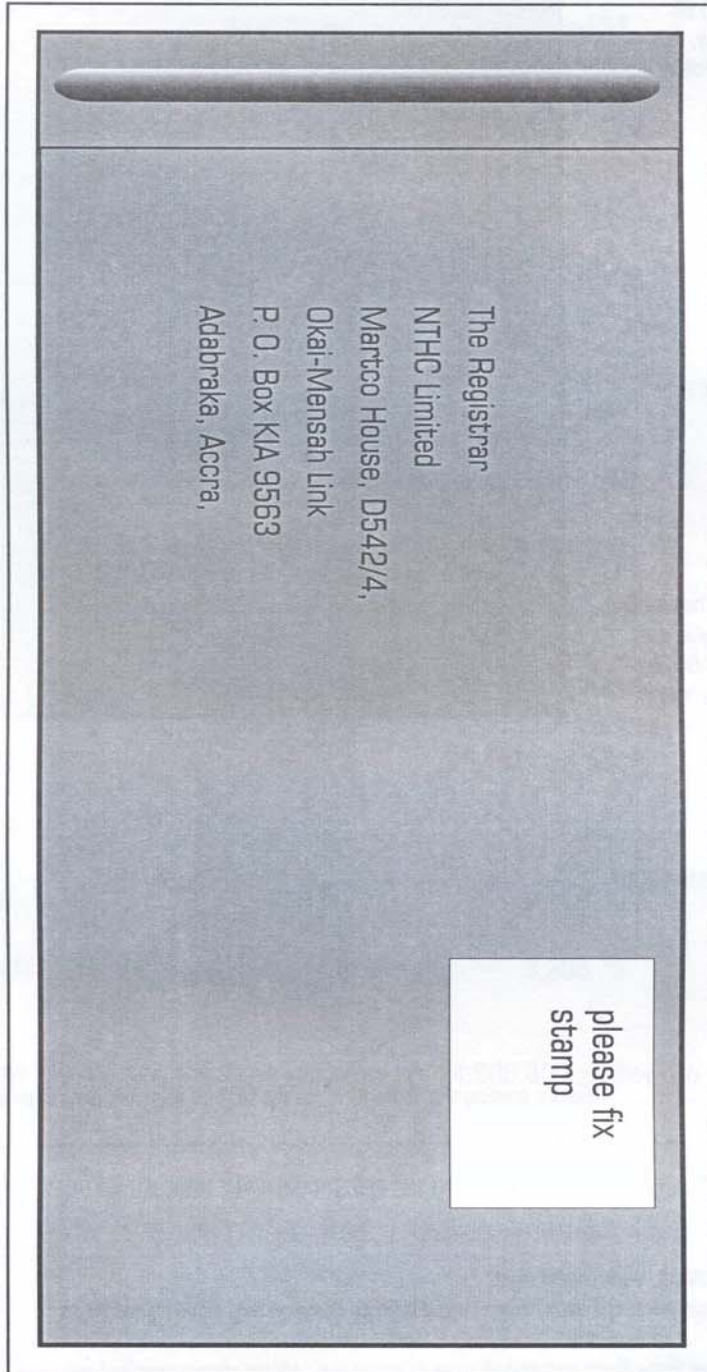 The Registrar
NTHC Limited
Martco House, D542/4,
Okai-Mensah Link
P. O. Box KIA 9563
Adabraka, Accra,
please fix
stamp